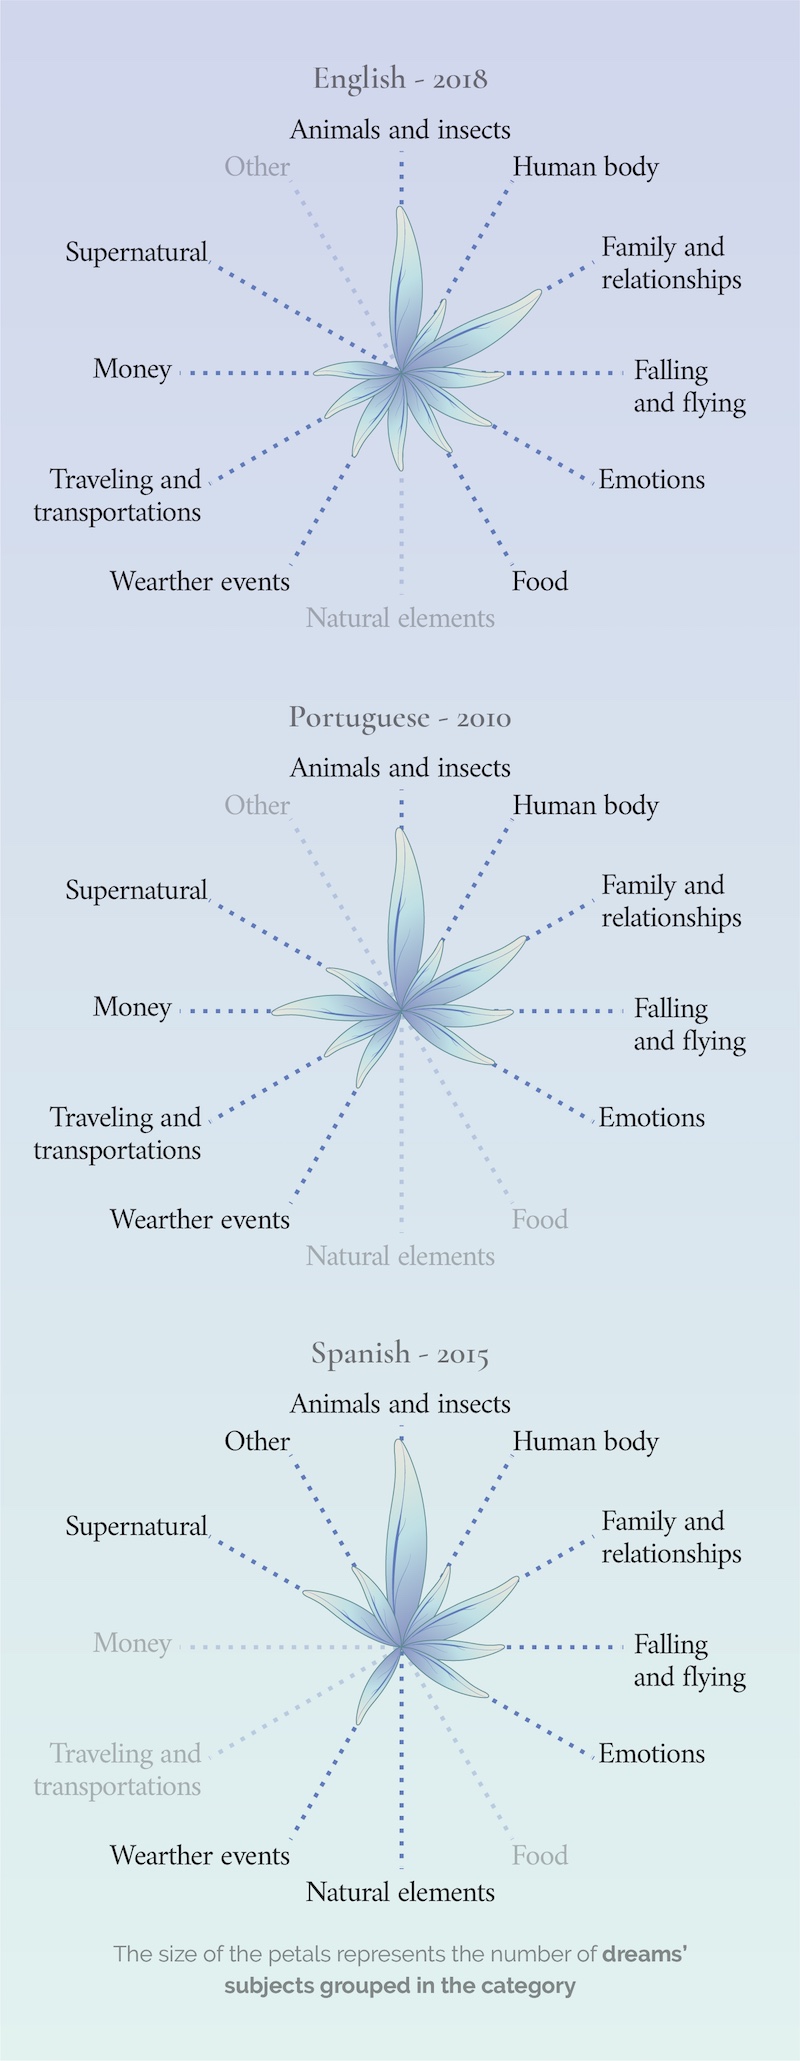 English - 2018
Animals and insects
Other
Human body
Supernatural
Family and
relationships
Money
Falling
and flying
Traveling and
transportations
Emotions
Wearther events
Food
Natural elements
Portuguese - 2010
Animals and insects
Other
Human body
Supernatural
Family and
relationships
Money
Falling
and flying
Traveling and
transportations
Emotions
Wearther events
Food
Natural elements
Spanish - 2015
Animals and insects
Other
Human body
Supernatural
Family and
relationships
Money
Falling
and flying
Traveling and
transportations
Emotions
Wearther events
Food
Natural elements
The size of the petals represents the number of dreams'
subjects grouped in the category